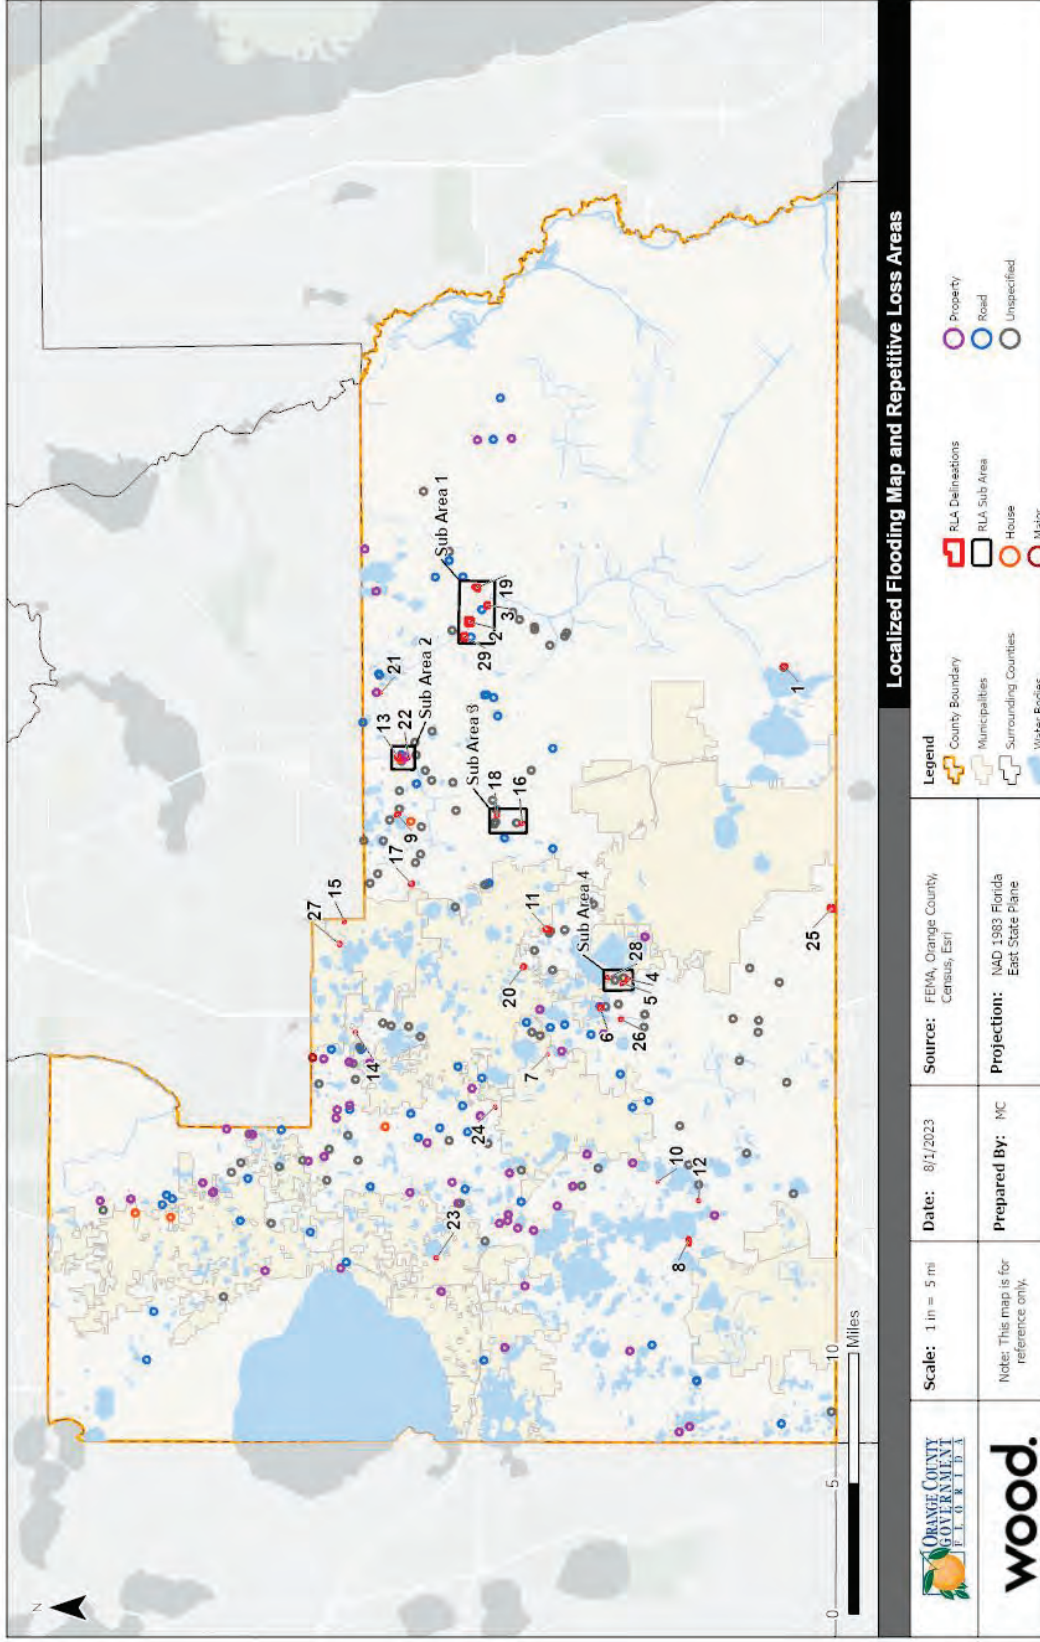 N
27
15
14
17
9
13
22
21
Sub Area 2
Sub Area 1
29
2
3
19
Sub Area 3
18
16
11
20
Sub Area 4
28
4
5
26
6
7
24
23
10
12
8
25
1
0
5
10
Miles
Localized Flooding Map and Repetitive Loss Areas
ORANGE COUNTY
GOVERNMENT
FLORIDA
wood.
Scale: 1 in = 5 mi
Date: 8/1/2023
Source: FEMA, Orange County,
Census, Esri
Note: This map is for
reference only.
Prepared By: MC
Projection: NAD 1983 Florida
East State Plane
Legend
County Boundary
Municipalities
Surrounding Counties
Water Bodies
RLA Delineations
RLA Sub Area
House
Major
Property
Road
Unspecified